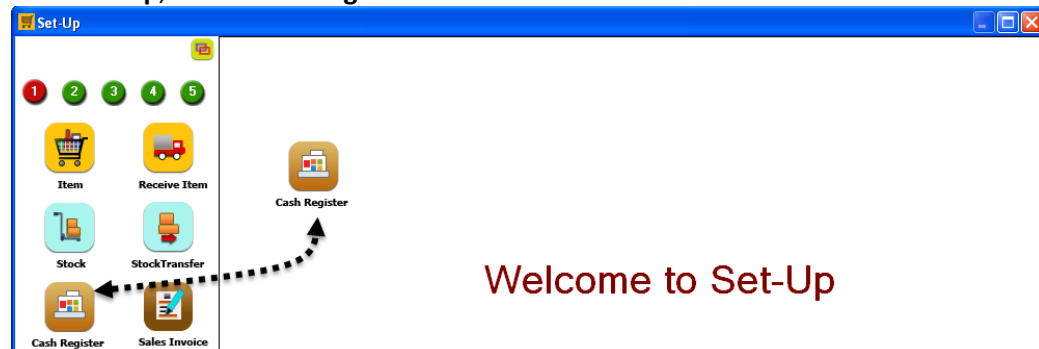 Set-Up
1 2 3 4 5
Item Receive Item
Cash Register
Stock StockTransfer
Welcome to Set-Up
Cash Register Sales Invoice